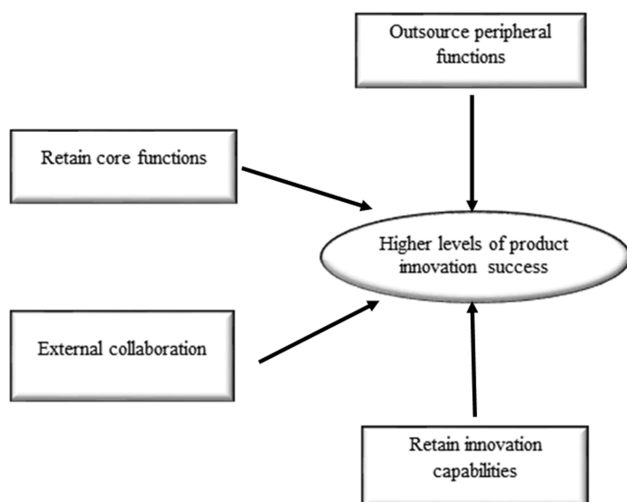 Outsource peripheral
functions
Retain core functions
Higher levels of product
innovation success
External collaboration
Retain innovation
capabilities